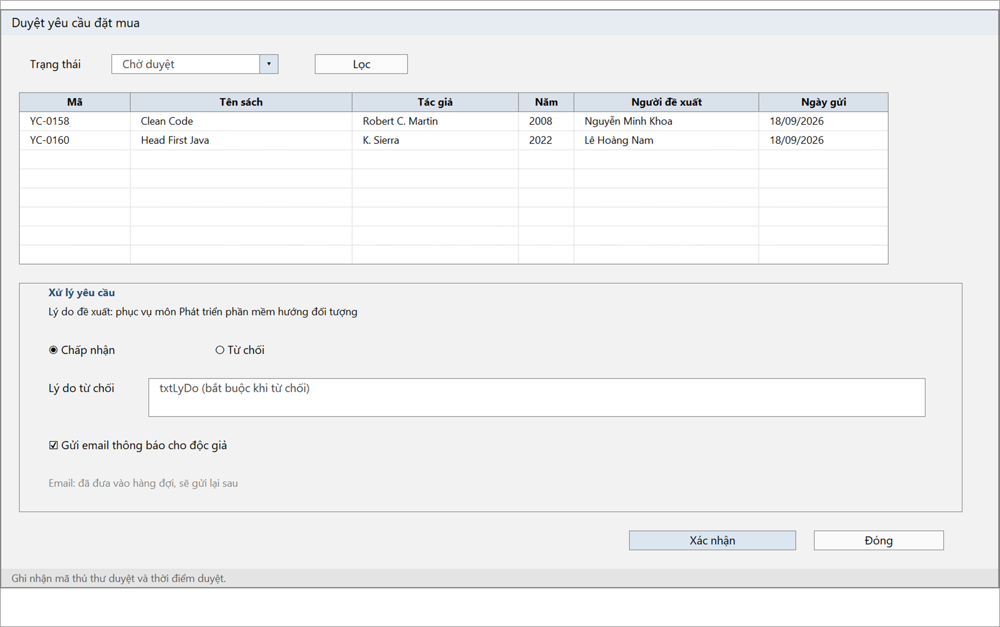 Duyệt yêu cầu đặt mua
Trạng thái Chờ duyệt Lọc
Mã Tên sách Tác giả Năm Người đề xuất Ngày gửi
YC-0158 Clean Code Robert C. Martin 2008 Nguyễn Minh Khoa 18/09/2026
YC-0160 Head First Java K. Sierra 2022 Lê Hoàng Nam 18/09/2026
Xử lý yêu cầu
Lý do đề xuất: phục vụ môn Phát triển phần mềm hướng đối tượng
Chấp nhận Từ chối
Lý do từ chối txtLyDo (bắt buộc khi từ chối)
Gửi email thông báo cho độc giả
Email: đã đưa vào hàng đợi, sẽ gửi lại sau
Xác nhận Đóng
Ghi nhận mã thủ thư duyệt và thời điểm duyệt.